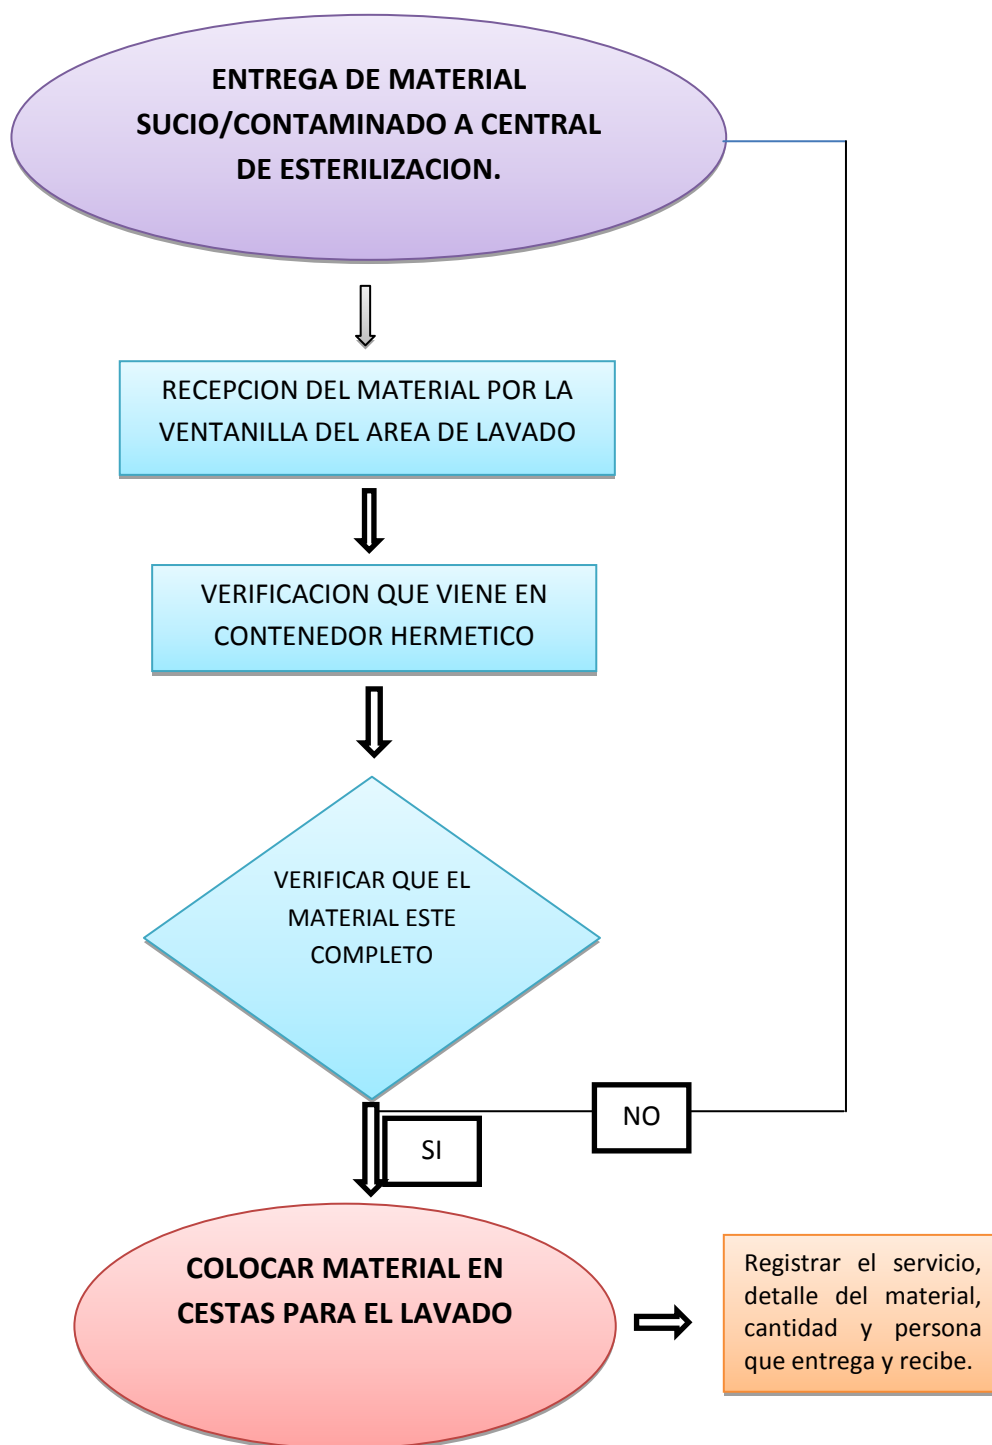 ENTREGA DE MATERIAL
SUCIO/CONTAMINADO A CENTRAL
DE ESTERILIZACION.
RECEPCION DEL MATERIAL POR LA
VENTANILLA DEL AREA DE LAVADO
VERIFICACION QUE VIENE EN
CONTENEDOR HERMETICO
VERIFICAR QUE EL
MATERIAL ESTE
COMPLETO
NO
SI
COLOCAR MATERIAL EN
CESTAS PARA EL LAVADO
Registrar el servicio,
detalle del material,
cantidad y persona
que entrega y recibe.